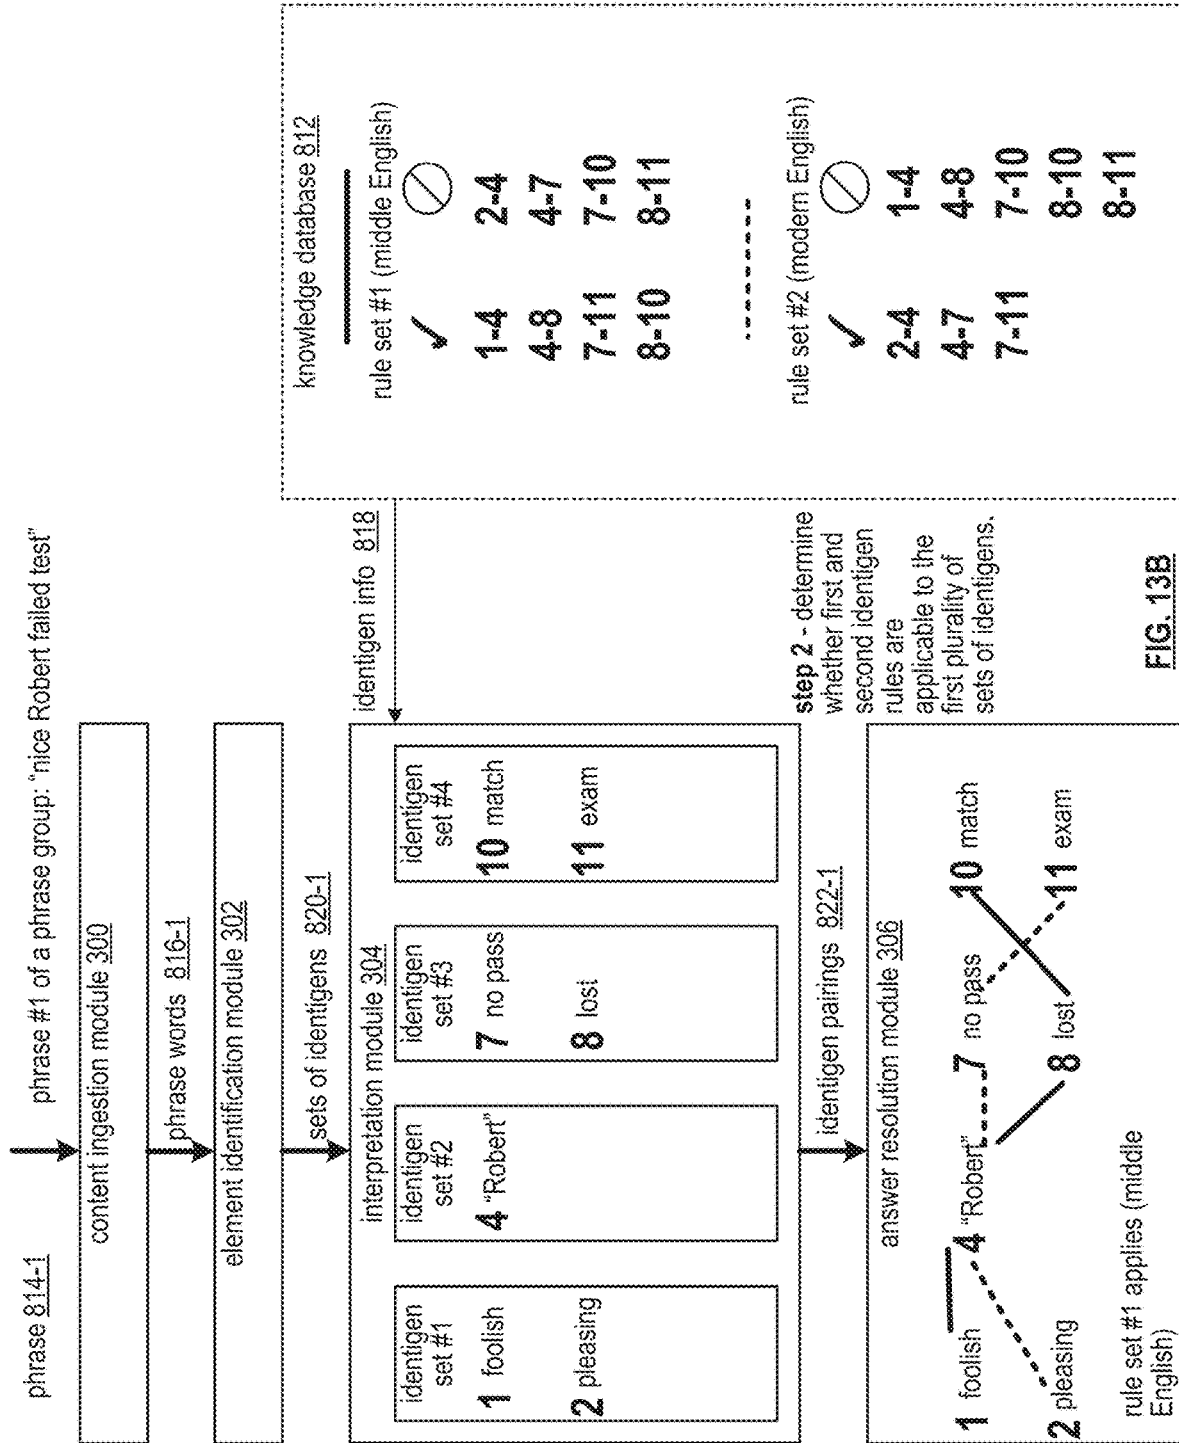 phrase 814-1
phrase #1 of a phrase group: "nice Robert failed test"
content ingestion module 300
phrase words 816-1
element identification module 302
sets of identigens 820-1
interpretation module 304
identigen
set #1
1 foolish
2 pleasing
identigen
set #2
4 "Robert"
identigen
set #3
7 no pass
8 lost
identigen
set #4
10 match
11 exam
identigen info 818
knowledge database 812
rule set #1 (middle English)
1-4 2-4
4-8 4-7
7-11 7-10
8-10 8-11
rule set #2 (modern English)
2-4 1-4
4-7 4-8
7-11 7-10
8-10
8-11
identigen pairings 822-1
step 2 - determine
whether first and
second identigen
rules are
applicable to the
first plurality of
sets of identigens.
answer resolution module 306
1 foolish 4 "Robert" 7 no pass 10 match
2 pleasing 8 lost 11 exam
rule set #1 applies (middle
English)
FIG. 13B